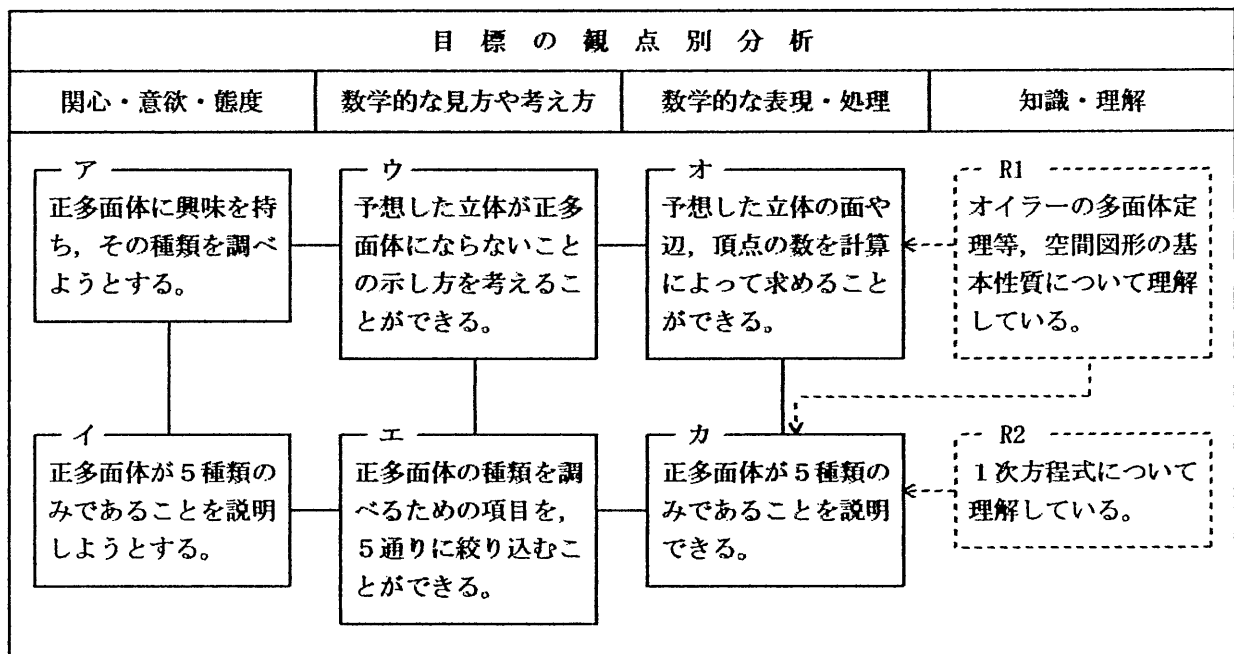 目標の観点別分析
関心・意欲・態度
数学的な見方や考え方
数学的な表現・処理
知識・理解
ア
正多面体に興味を持
ち，その種類を調べ
ようとする。
ウ
予想した立体が正多
面体にならないこと
の示し方を考えるこ
とができる。
オ
予想した立体の面や
辺，頂点の数を計算
によって求めること
ができる。
R1
オイラーの多面体定
理等，空間図形の基
本性質について理解
している。
イ
正多面体が５種類の
みであることを説明
しようとする。
エ
正多面体の種類を調
べるための項目を，
５通りに絞り込むこ
とができる。
カ
正多面体が５種類の
みであることを説明
できる。
R2
１次方程式について
理解している。